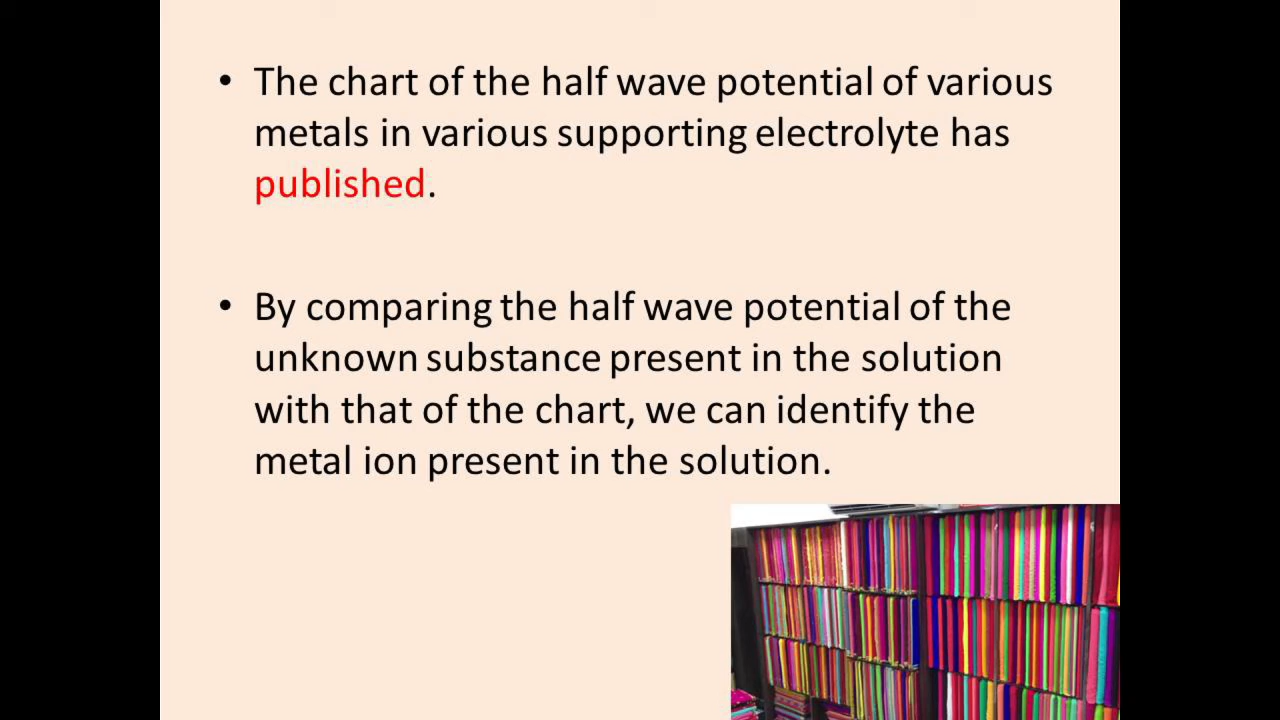 • The chart of the half wave potential of various
metals in various supporting electrolyte has
published.
• By comparing the half wave potential of the
unknown substance present in the solution
with that of the chart, we can identify the
metal ion present in the solution.